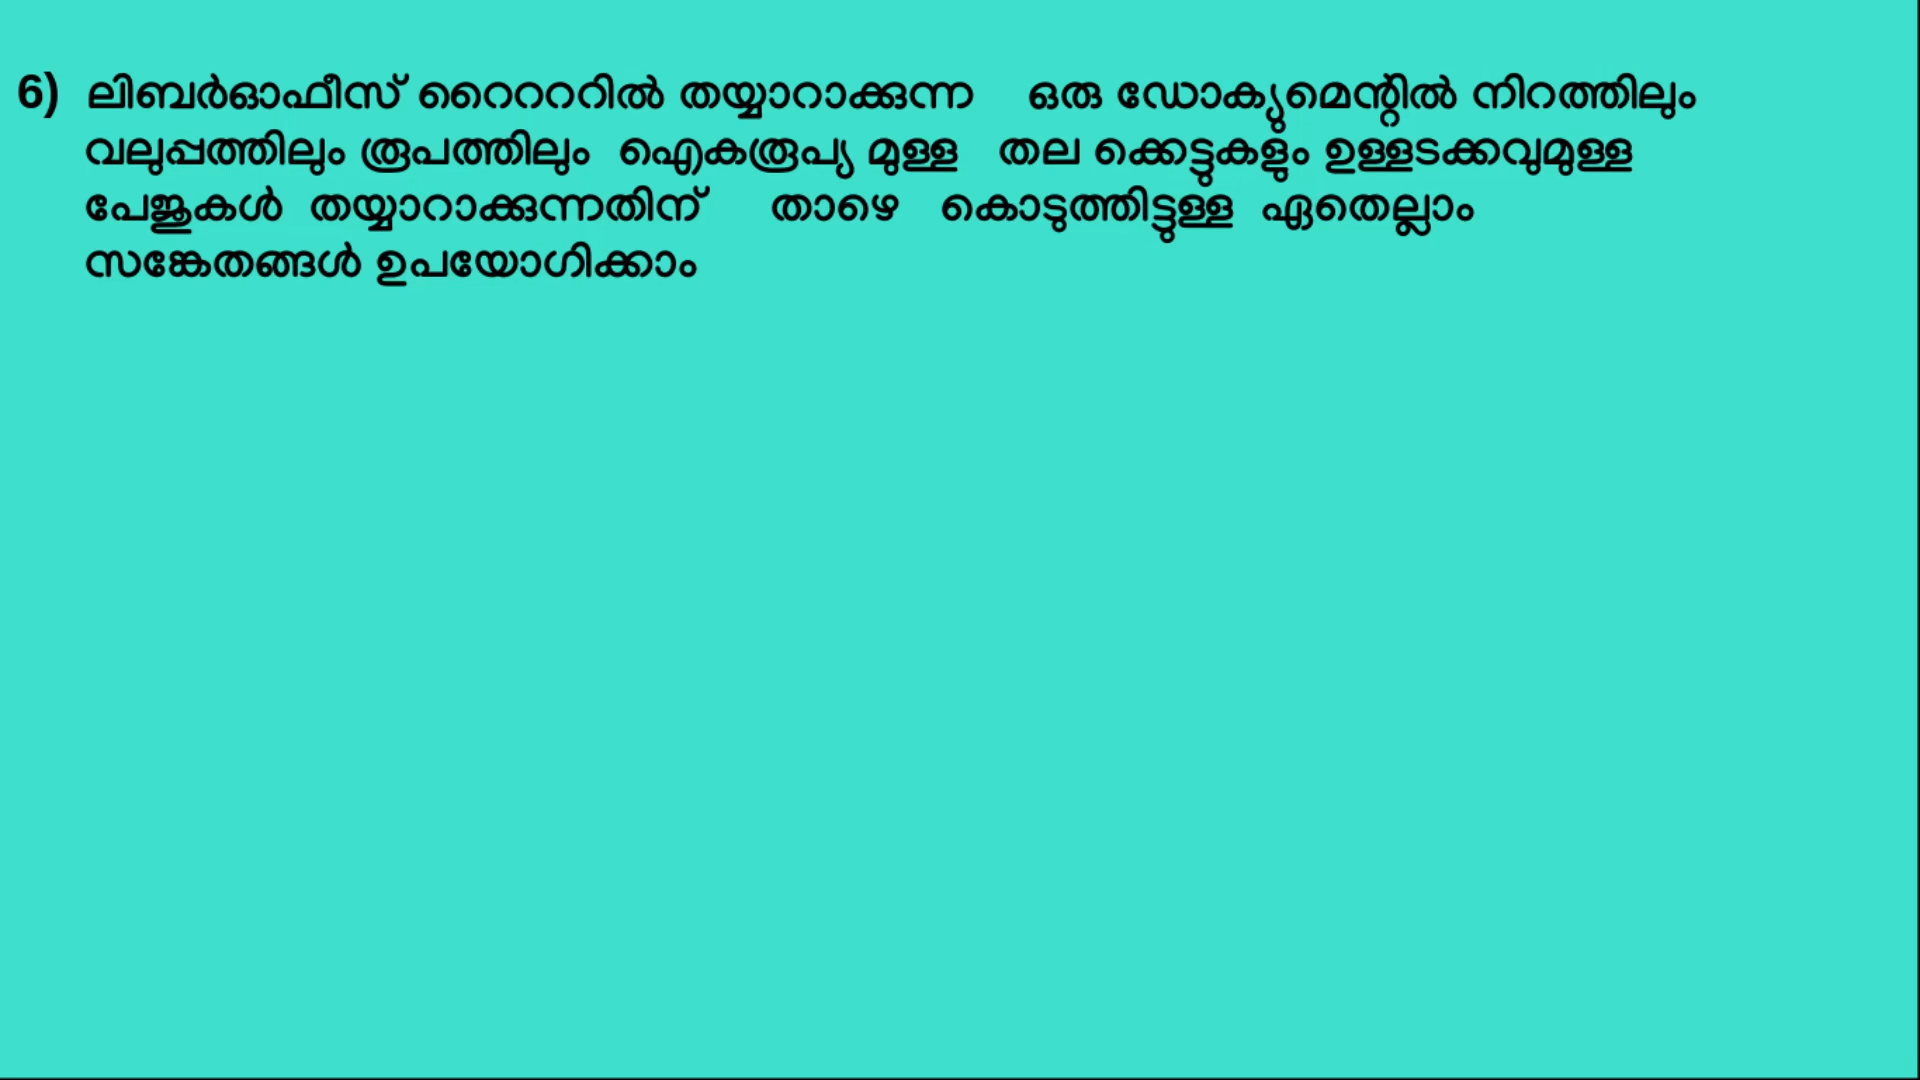 6) ലിബർഓഫീസ് റൈറററിൽ തയ്യാറാക്കുന്ന ഒരു ഡോക്യുമെന്റിൽ നിറത്തിലും
വലുപ്പത്തിലും രൂപത്തിലും ഐകരൂപ്യ മുള്ള തല ക്കെട്ടുകളും ഉള്ളടക്കവുമുള്ള
പേജുകൾ തയ്യാറാക്കുന്നതിന് താഴെ കൊടുത്തിട്ടുള്ള ഏതെല്ലാം
സങ്കേതങ്ങൾ ഉപയോഗിക്കാം